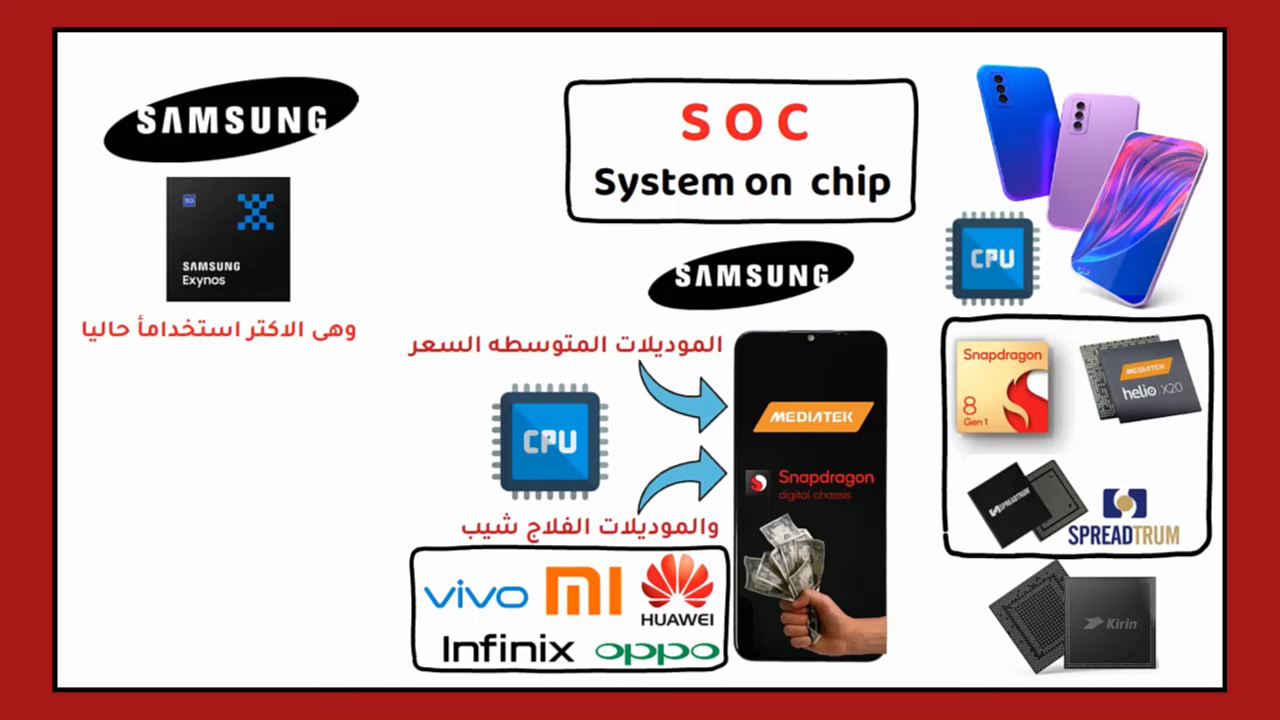 SAMSUNG
5G
SAMSUNG
Exynos
وهى الاكتر استخدامأ حاليا
SOC
System on chip
SAMSUNG
الموديلات المتوسطه السعر
CPU
والموديلات الفلاج شيب
vivo
MI
HUAWEI
Infinix
oppo
MEDIATEK
Snapdragon
digital chassis
CPU
Snapdragon
8
Gen 1
MEDIATEK
helio X20
SPREADTRUM
SPREADTRUM
Kirin